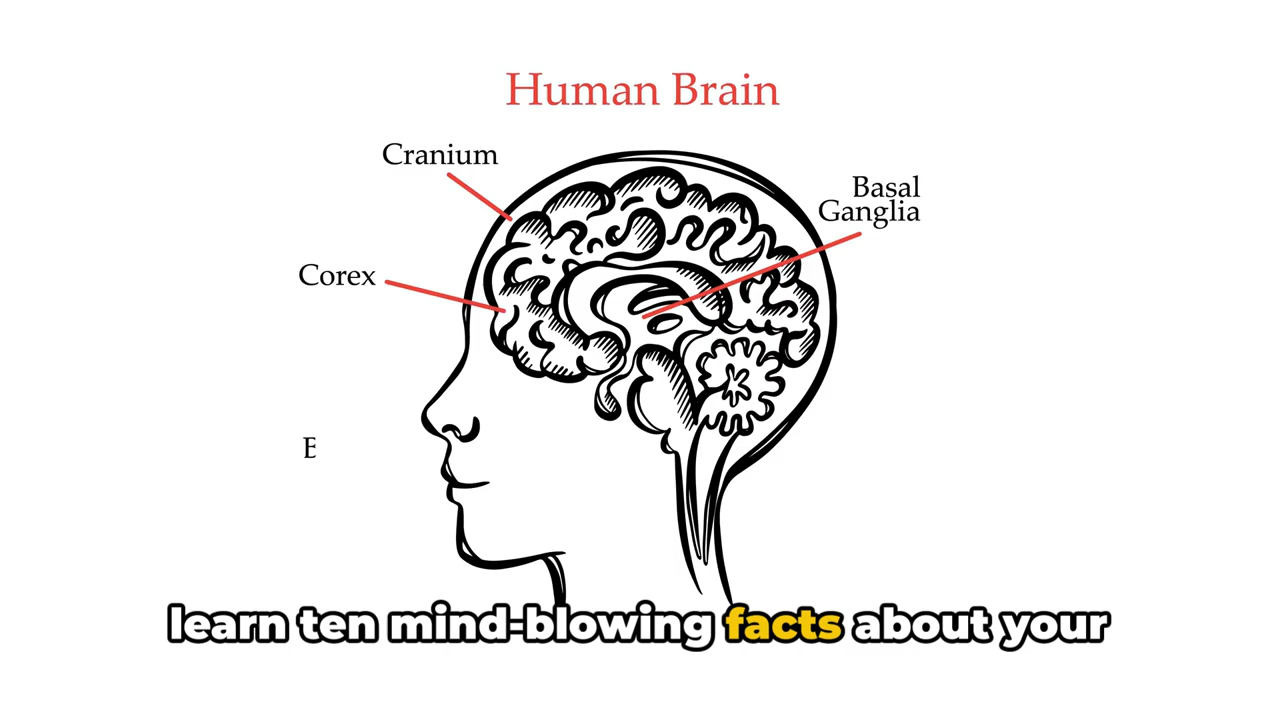 Human Brain
Cranium
Basal
Ganglia
Corex
E
learn ten mind-blowing facts about your